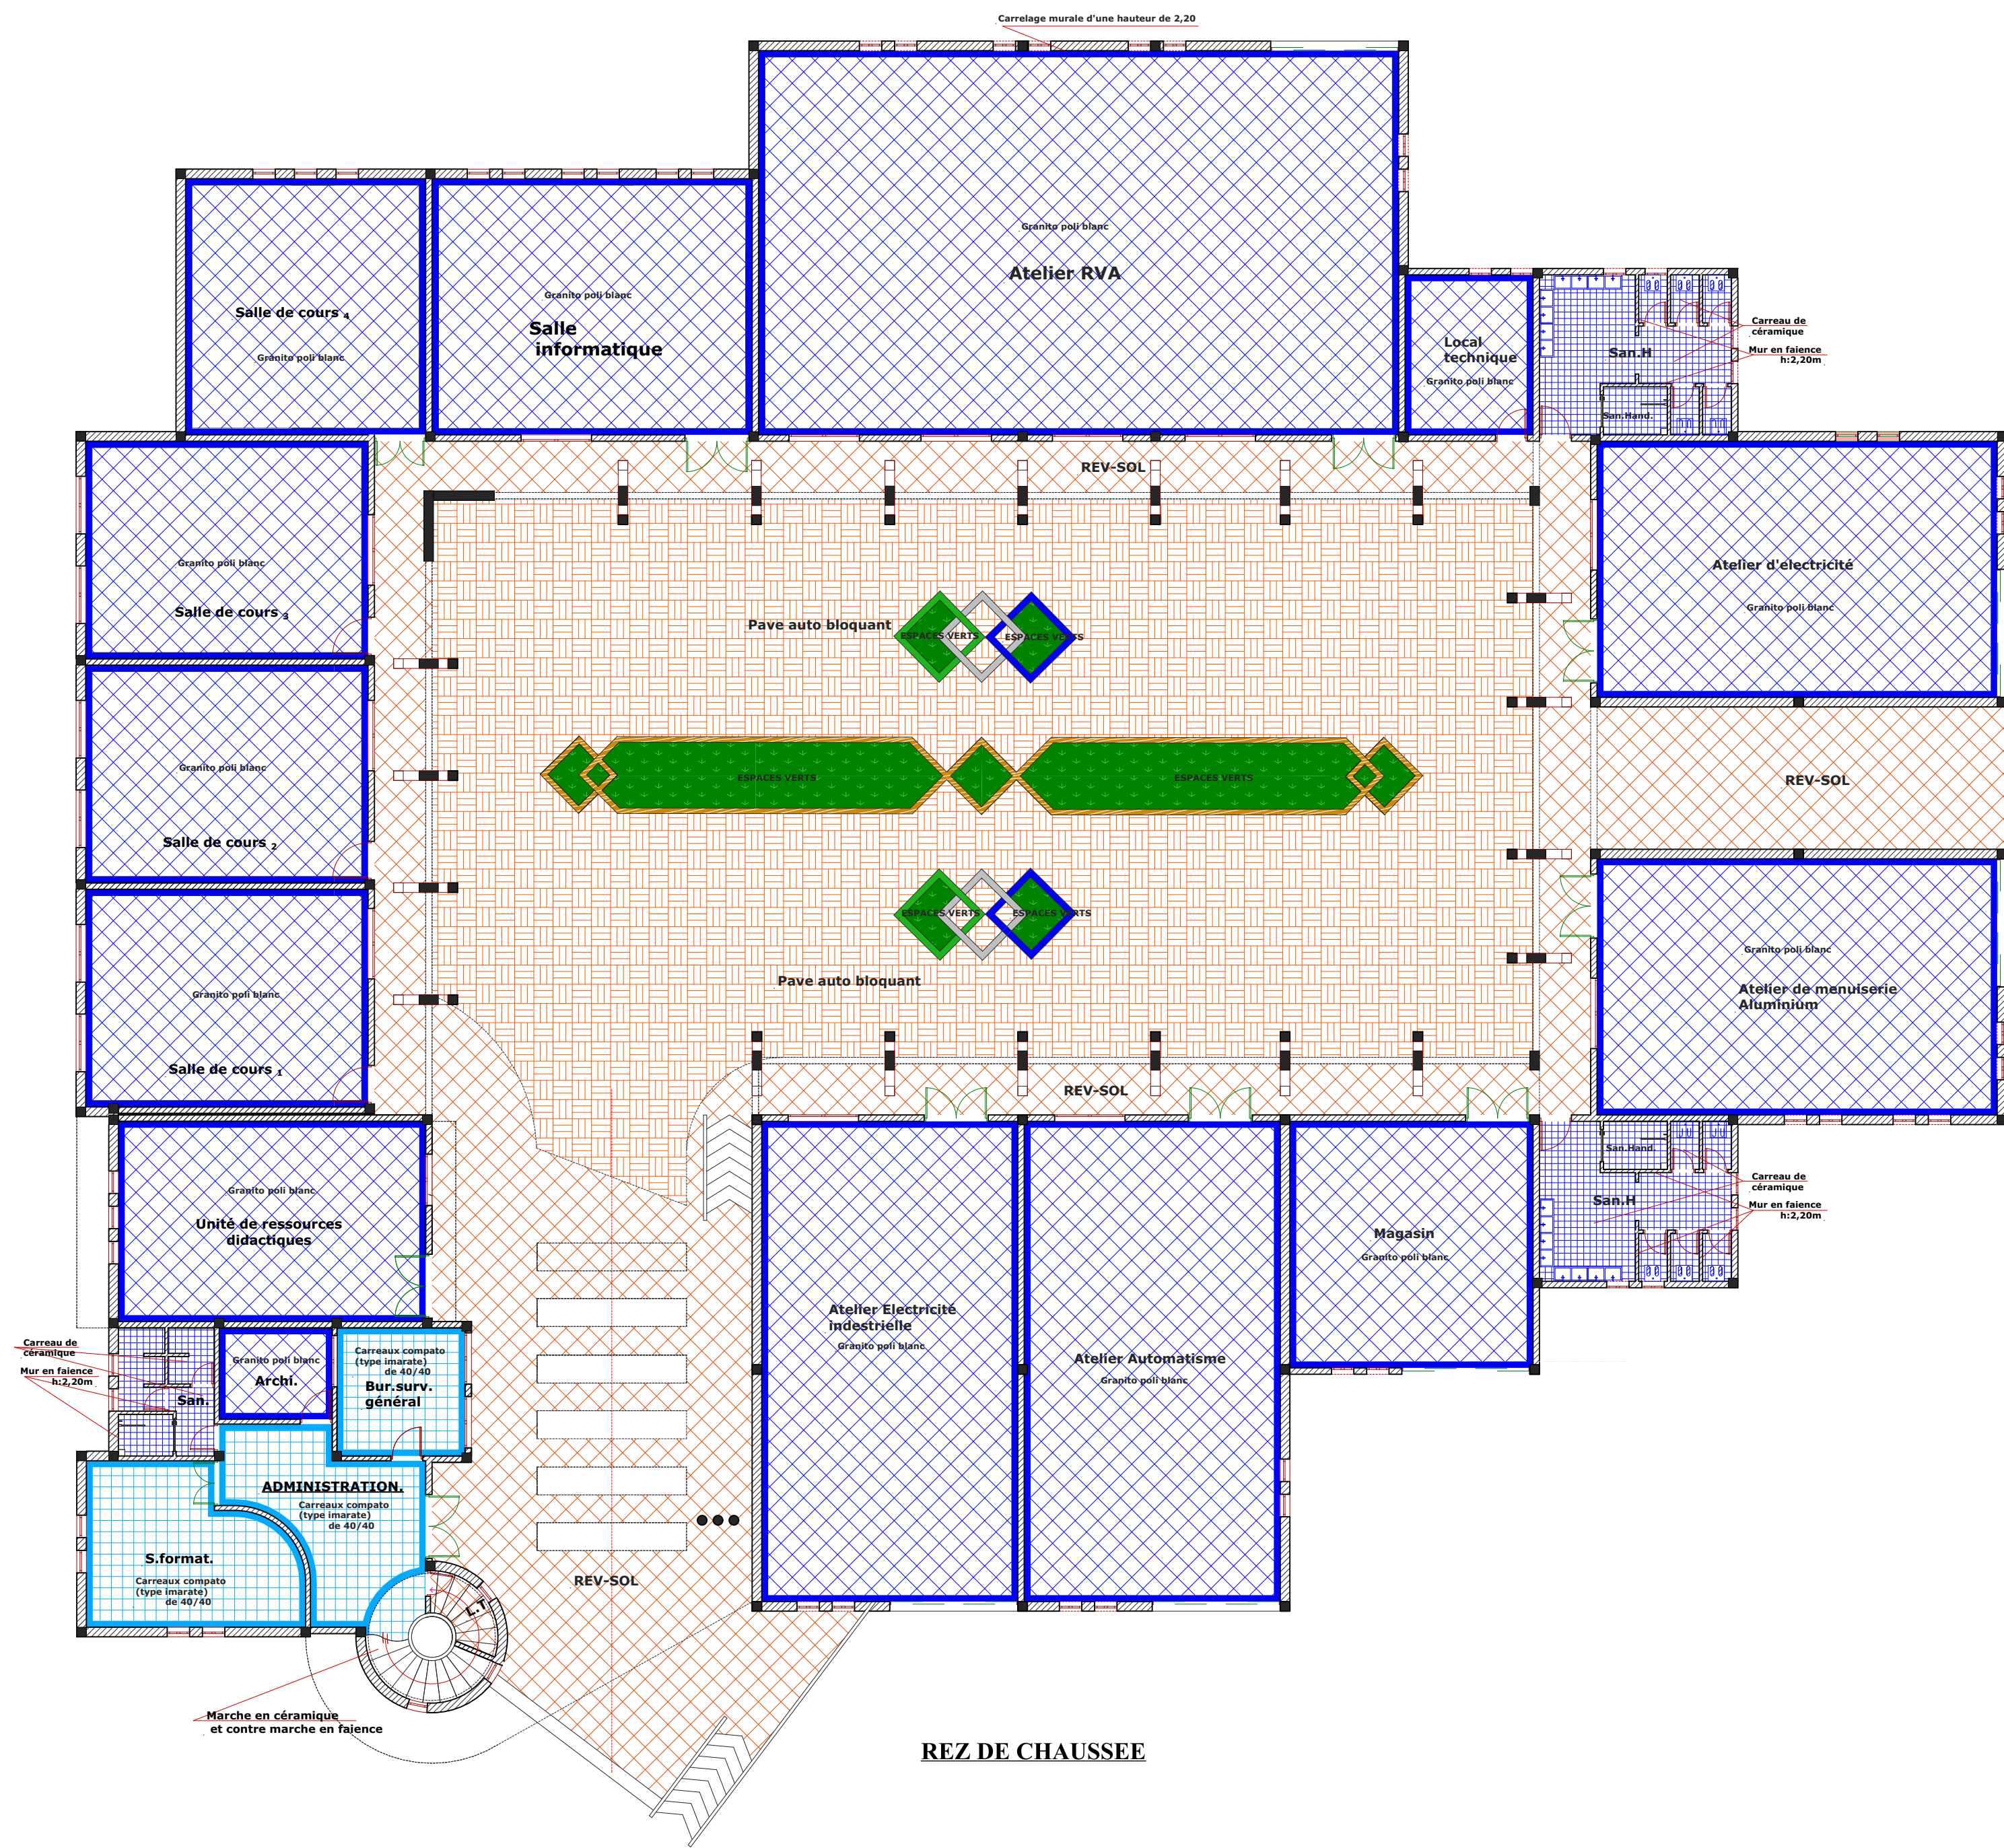 Carrelage murale d'une hauteur de 2,20
Granito poli blanc
Atelier RVA
Granito poli blanc
Salle
informatique
Salle de cours 4
Granito poli blanc
Local
technique
Granito poli blanc
San.H
San.Hand.
Carreau de
céramique
Mur en faience
h:2,20m
REV-SOL
Granito poli blanc
Salle de cours 3
Pave auto bloquant
ESPACES VERTS
ESPACES VERTS
Atelier d'electricité
Granito poli blanc
Granito poli blanc
Salle de cours 2
ESPACES VERTS
ESPACES VERTS
REV-SOL
Granito poli blanc
Salle de cours 1
ESPACES VERTS
ESPACES VERTS
Pave auto bloquant
Granito poli blanc
Atelier de menuiserie
Aluminium
REV-SOL
San.Hand.
San.H
Carreau de
céramique
Mur en faience
h:2,20m
Granito poli blanc
Unité de ressources
didactiques
Magasin
Granito poli blanc
Atelier Electricité
indestrielle
Granito poli blanc
Atelier Automatisme
Granito poli blanc
Carreau de
céramique
Mur en faience
h:2,20m
San.
Granito poli blanc
Archi.
Carreaux compato
(type imarate)
de 40/40
Bur.surv.
général
ADMINISTRATION.
Carreaux compato
(type imarate)
de 40/40
S.format.
Carreaux compato
(type imarate)
de 40/40
REV-SOL
L.T
Marche en céramique
et contre marche en faience
REZ DE CHAUSSEE